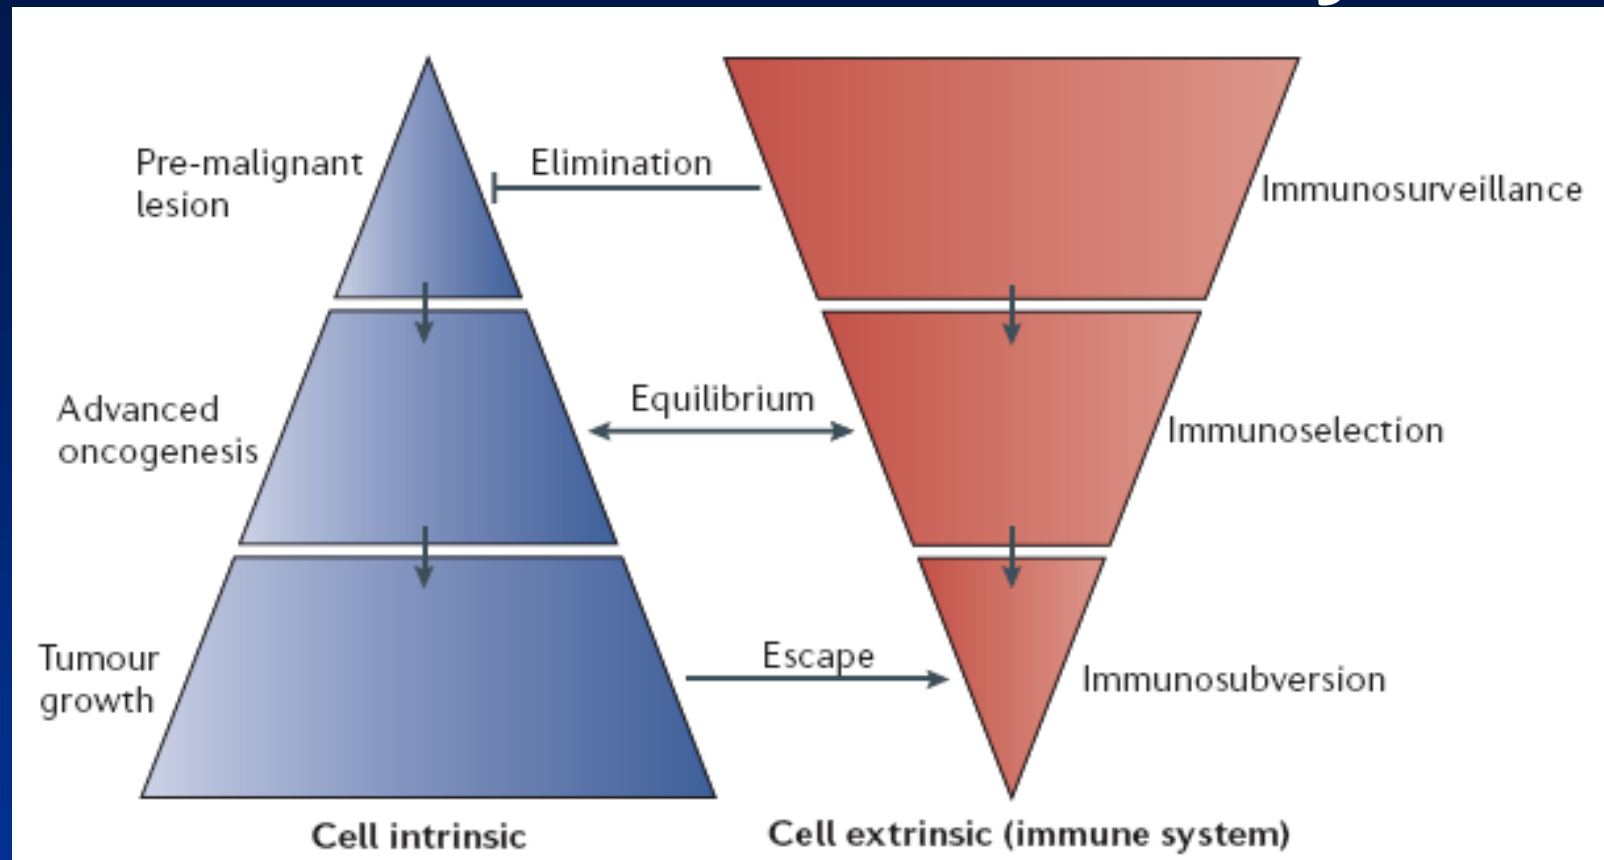 Pre-malignant
lesion
Elimination
Immunosurveillance
Advanced
oncogenesis
Equilibrium
Immunoselection
Tumour
growth
Escape
Immunosubversion
Cell intrinsic
Cell extrinsic (immune system)